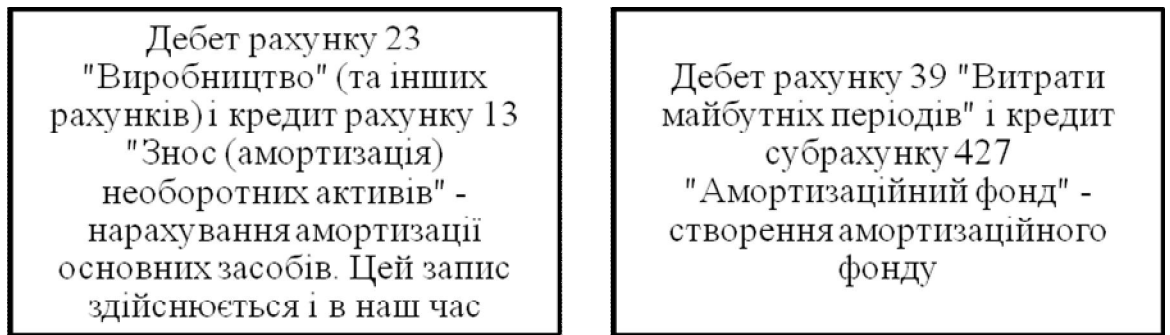 Дебет рахунку 23
"Виробництво" (та інших
рахунків) і кредит рахунку 13
"Знос (амортизація)
необоротних активів" -
нарахування амортизації
основних засобів. Цей запис
здійснюється і в наш час
Дебет рахунку 39 "Витрати
майбутніх періодів" і кредит
субрахунку 427
"Амортизаційний фонд" -
створення амортизаційного
фонду